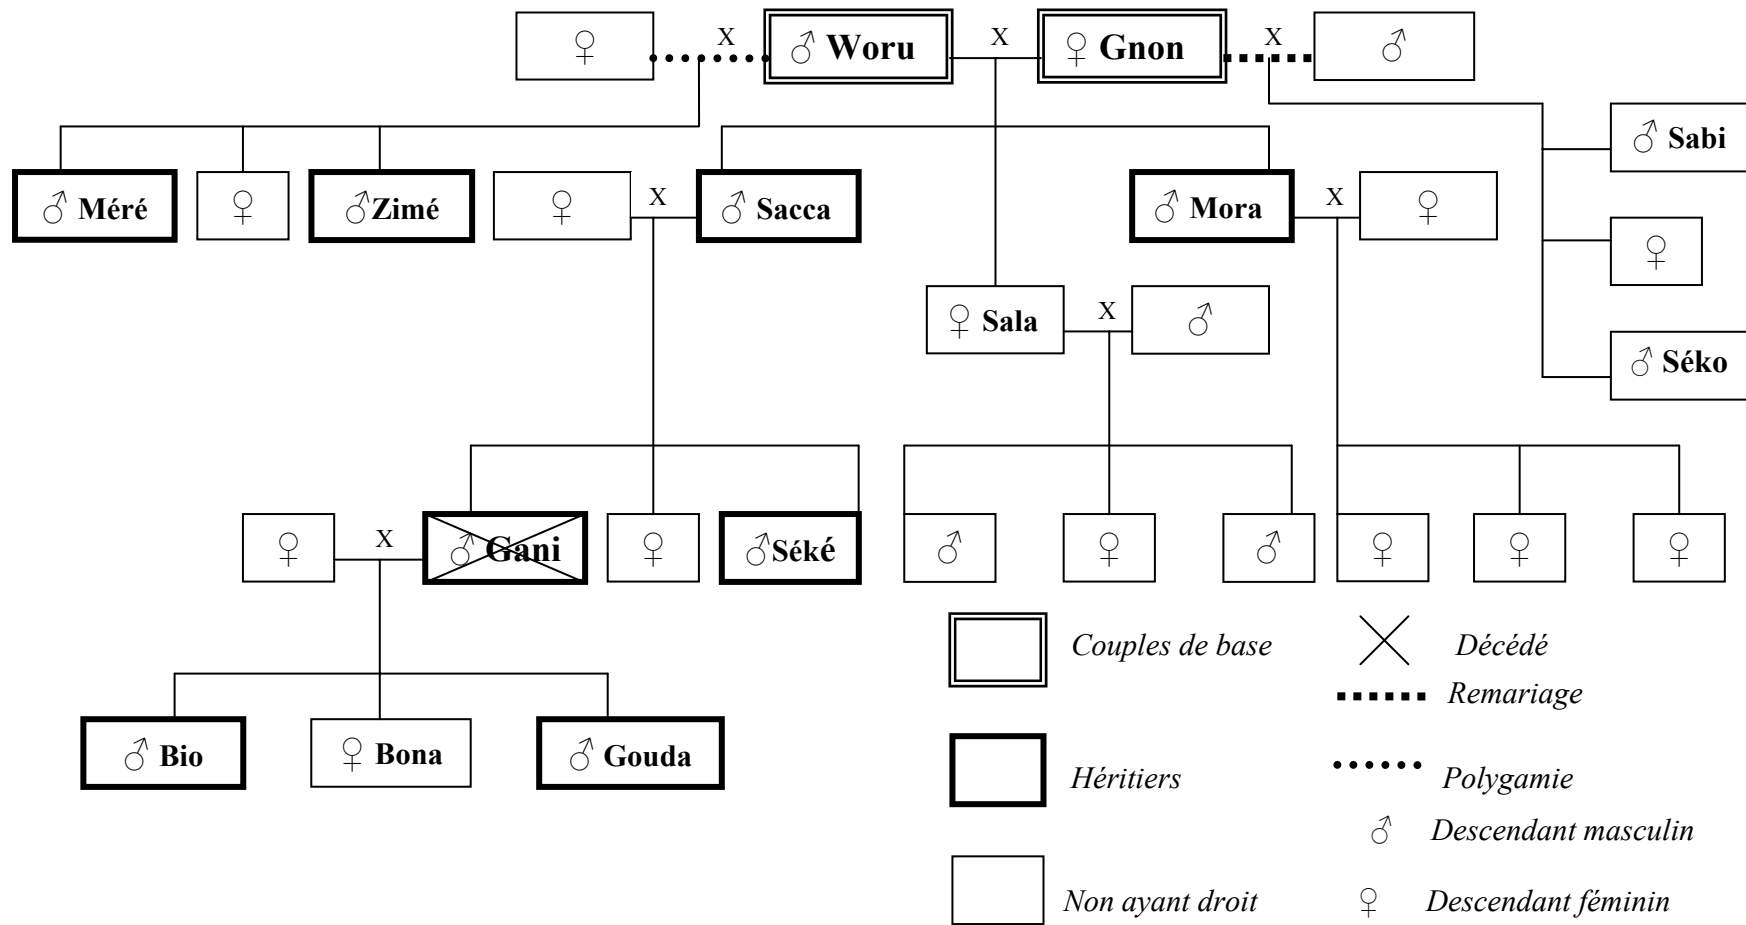 X
X
X
♀
♂ Woru
♀ Gnon
♂
♂ Sabi
♂ Méré
♀
♂Zimé
♀
X
♂ Sacca
♂ Mora
X
♀
♀
♀ Sala
X
♂
♂ Séko
♀
X
♂ Gani
♀
♂Séké
♂
♀
♂
♀
♀
♀
♂ Bio
♀ Bona
♂ Gouda
Couples de base
Décédé
Remariage
Héritiers
Polygamie
♂ Descendant masculin
Non ayant droit
♀ Descendant féminin